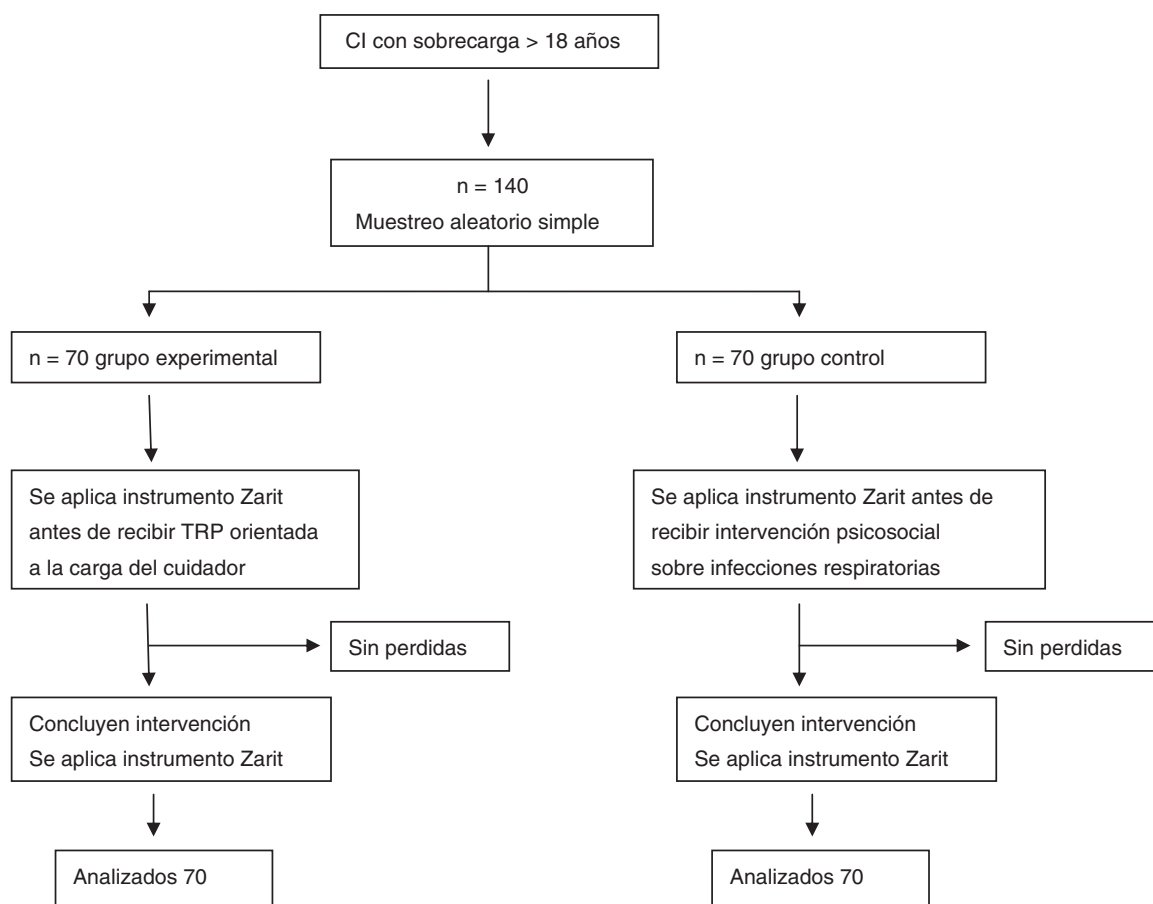 CI con sobrecarga > 18 años
n = 140
Muestreo aleatorio simple
n = 70 grupo experimental
n = 70 grupo control
Se aplica instrumento Zarit
antes de recibir TRP orientada
a la carga del cuidador
Se aplica instrumento Zarit antes de
recibir intervención psicosocial
sobre infecciones respiratorias
Sin perdidas
Sin perdidas
Concluyen intervención
Se aplica instrumento Zarit
Concluyen intervención
Se aplica instrumento Zarit
Analizados 70
Analizados 70